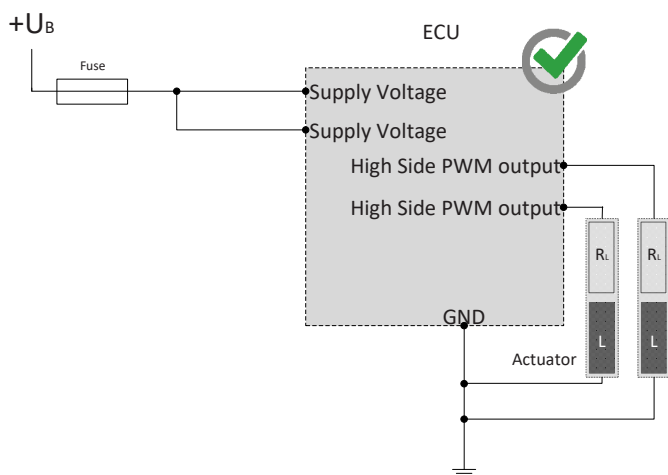 +UB
ECU
Fuse
Supply Voltage
Supply Voltage
High Side PWM output
High Side PWM output
RL
RL
GND
Actuator
L
L